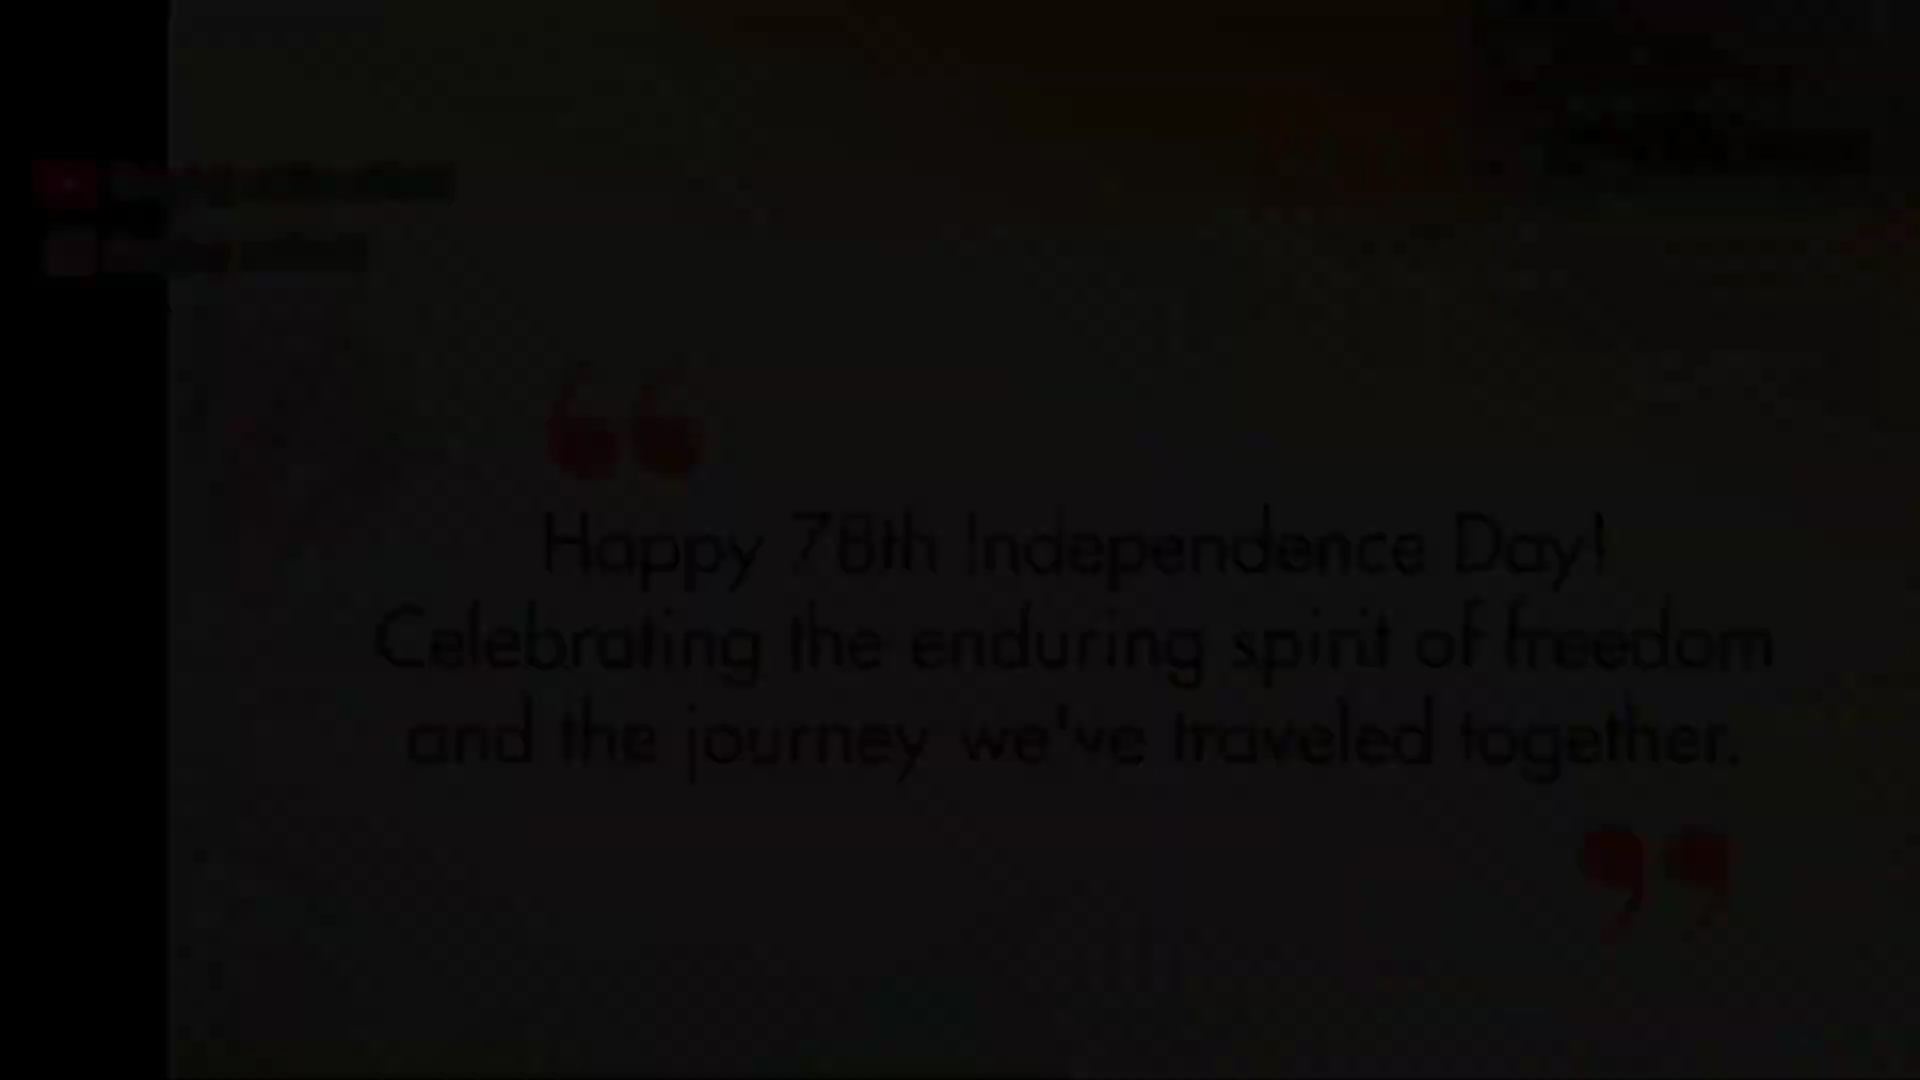 Happy 78th Independence Day!
Celebrating the enduring spirit of freedom
and the journey we've traveled together.